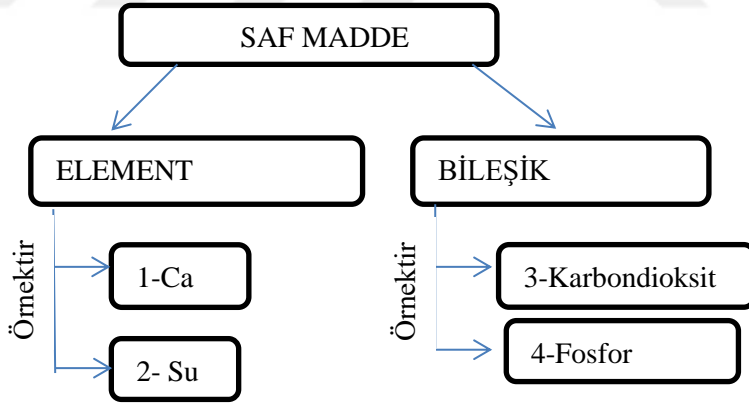 SAF MADDE
ELEMENT
BİLEŞİK
Örnektir
1-Ca
2- Su
Örnektir
3-Karbondioksit
4-Fosfor